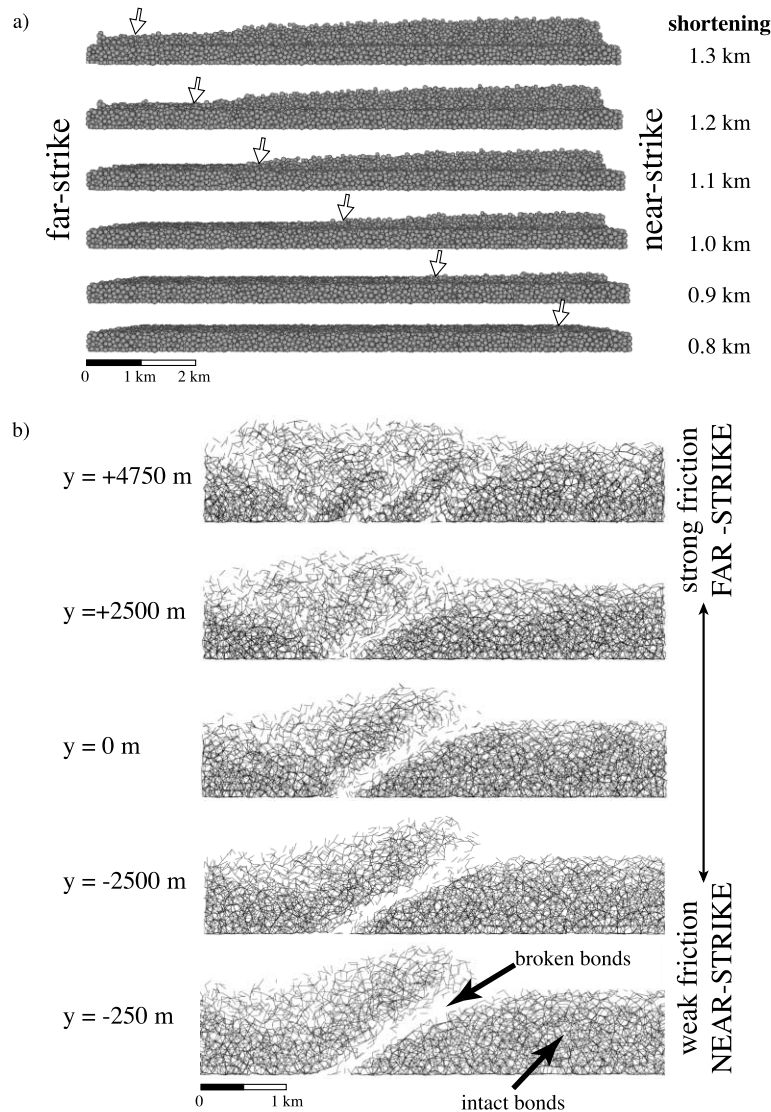 a)
shortening
1.3 km
1.2 km
1.1 km
1.0 km
0.9 km
0.8 km
far-strike
near-strike
0 1 km 2 km
b)
y = +4750 m
y =+2500 m
y = 0 m
y = -2500 m
y = -250 m
strong friction
FAR -STRIKE
weak friction
NEAR-STRIKE
broken bonds
intact bonds
0 1 km